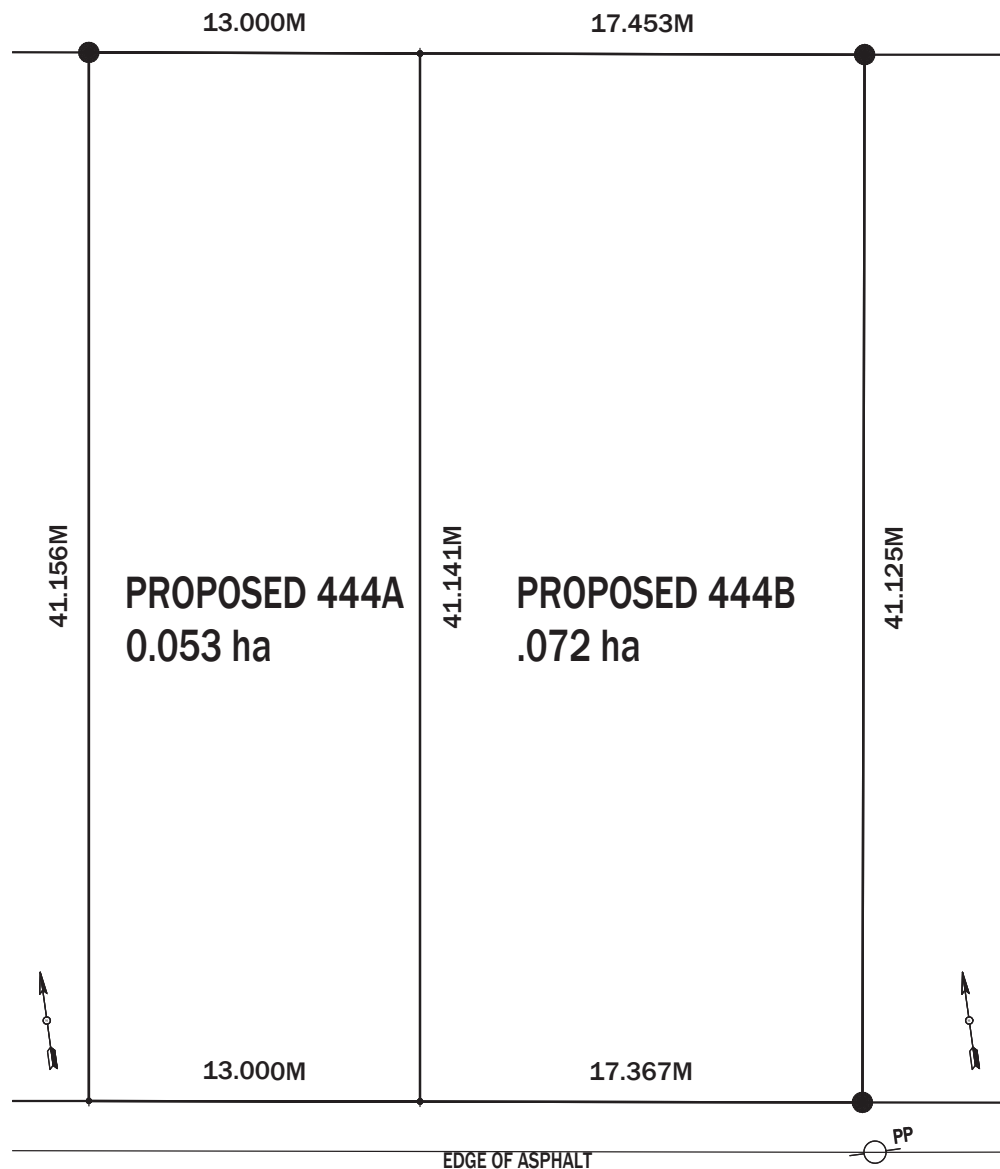 13.000M
17.453M
41.156M
PROPOSED 444A
0.053 ha
41.141M
PROPOSED 444B
.072 ha
41.125M
13.000M
17.367M
PP
EDGE OF ASPHALT